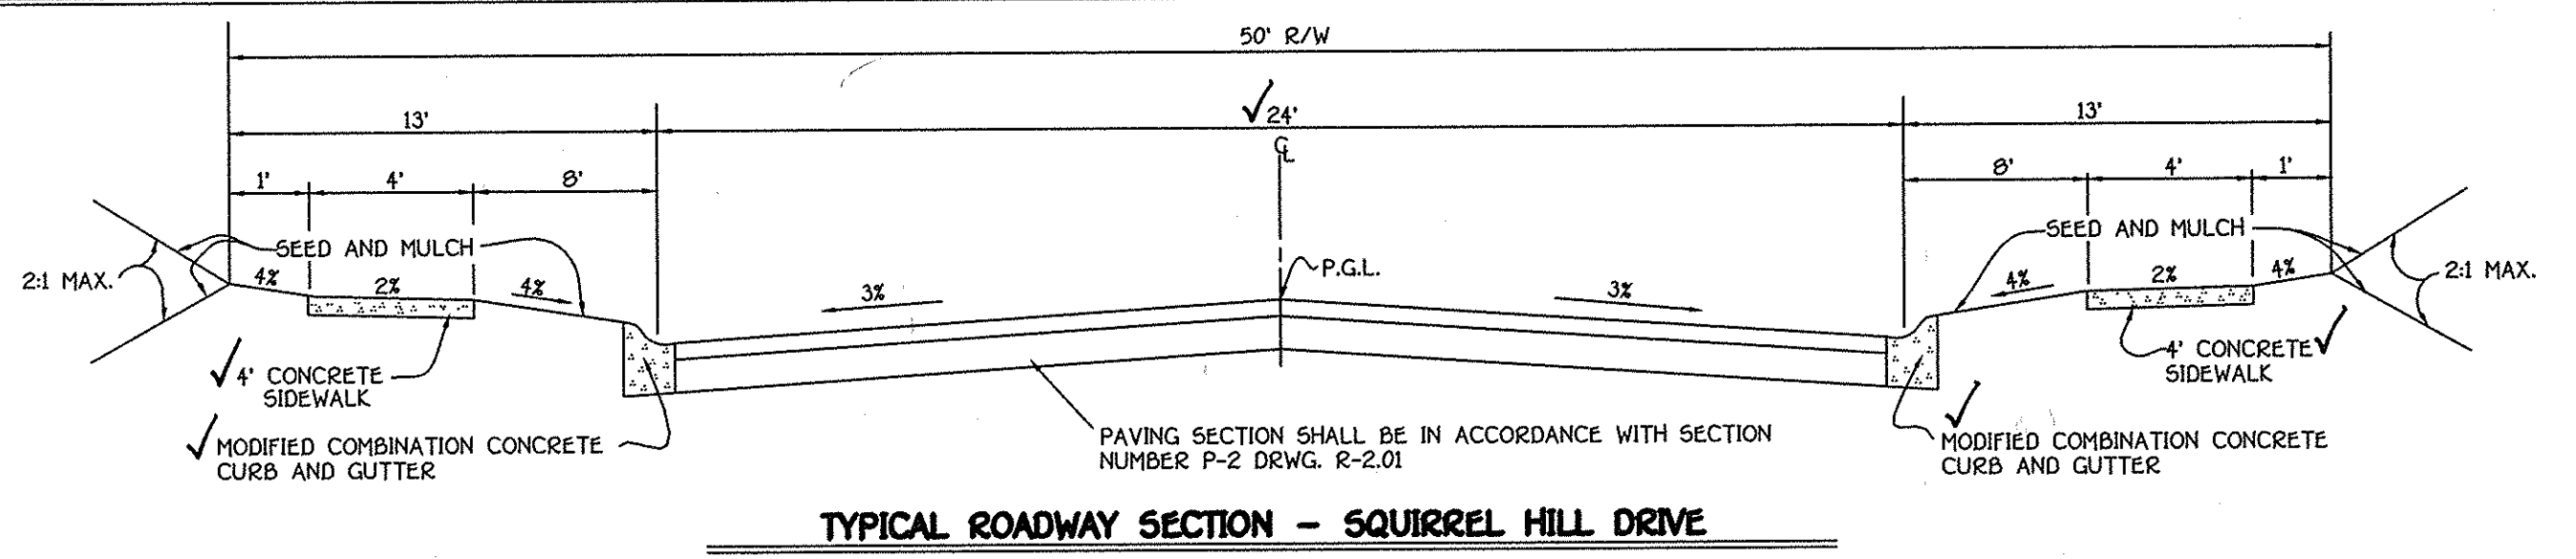 50' R/W
13'
✓24'
13'
℄
1'
4'
8'
8'
4'
1'
SEED AND MULCH
SEED AND MULCH
2:1 MAX.
4%
2%
4%
3%
P.G.L.
3%
4%
2%
4%
2:1 MAX.
✓4' CONCRETE
SIDEWALK
4' CONCRETE✓
SIDEWALK
✓MODIFIED COMBINATION CONCRETE
CURB AND GUTTER
PAVING SECTION SHALL BE IN ACCORDANCE WITH SECTION
NUMBER P-2 DRWG. R-2.01
✓MODIFIED COMBINATION CONCRETE
CURB AND GUTTER
TYPICAL ROADWAY SECTION - SQUIRREL HILL DRIVE